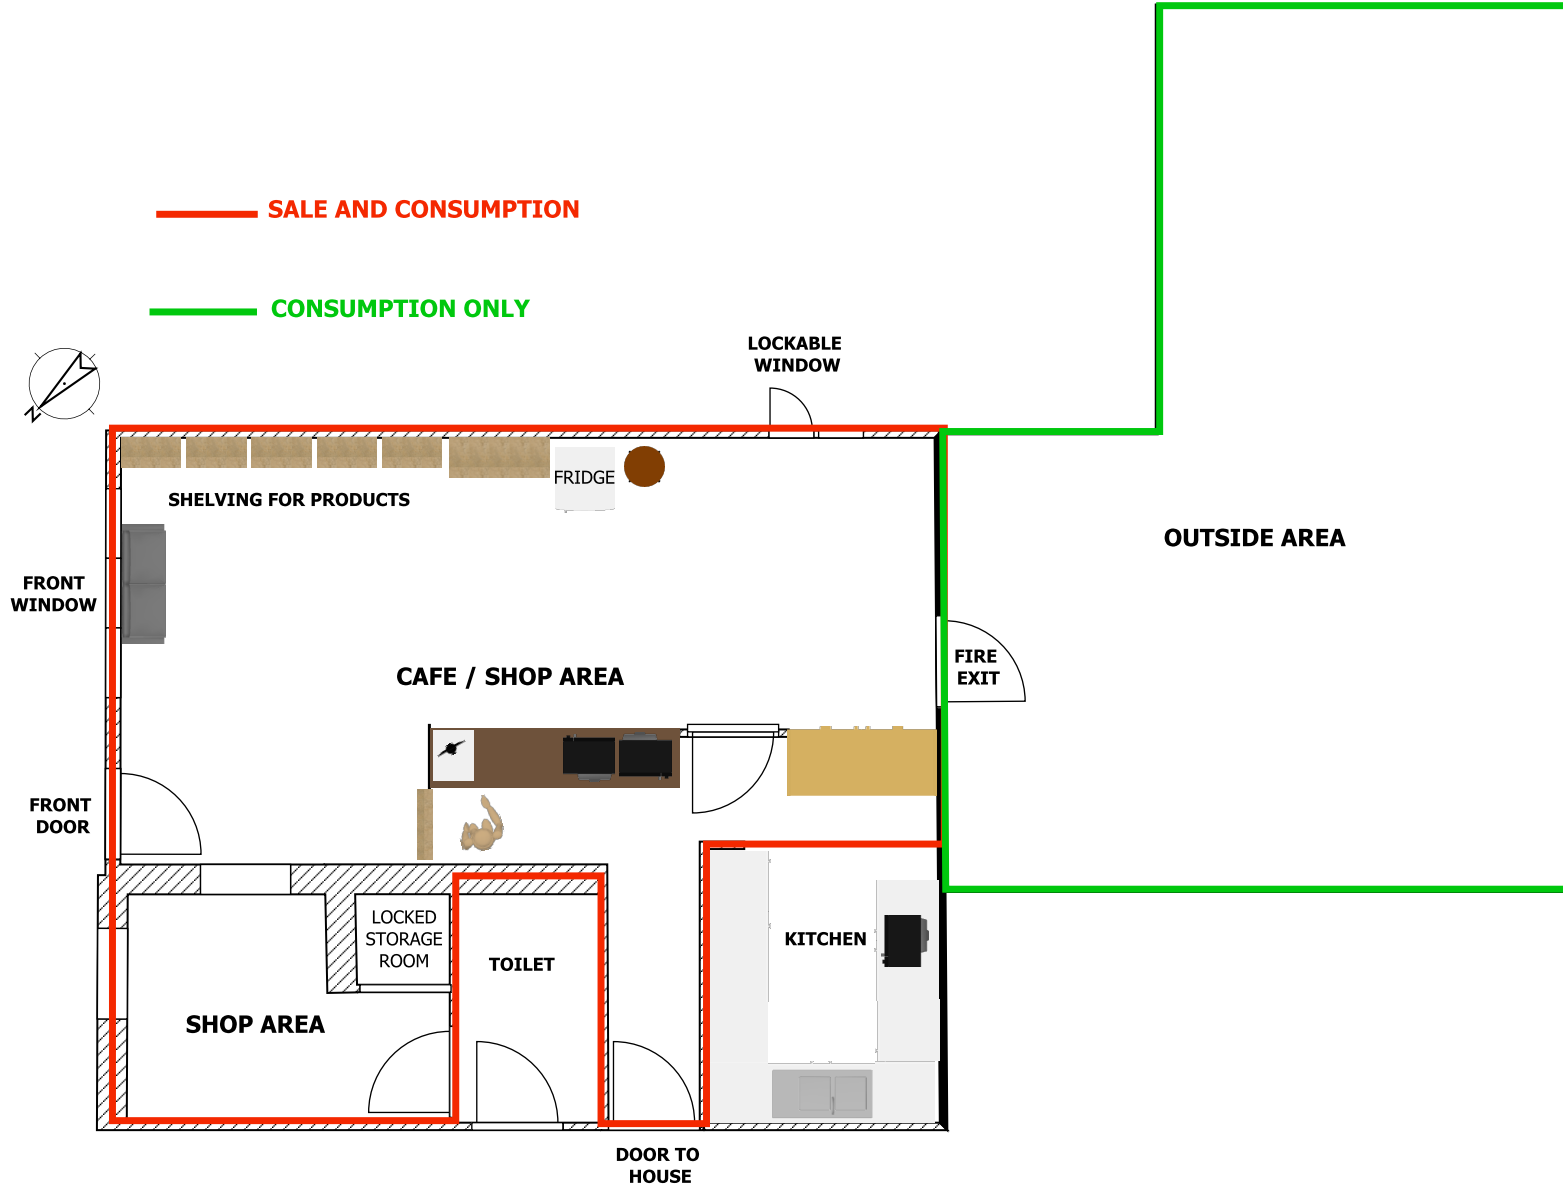 SALE AND CONSUMPTION
CONSUMPTION ONLY
LOCKABLE
WINDOW
N
FRIDGE
SHELVING FOR PRODUCTS
OUTSIDE AREA
FRONT
WINDOW
FIRE
EXIT
CAFE / SHOP AREA
FRONT
DOOR
LOCKED
STORAGE
ROOM
TOILET
KITCHEN
SHOP AREA
DOOR TO
HOUSE